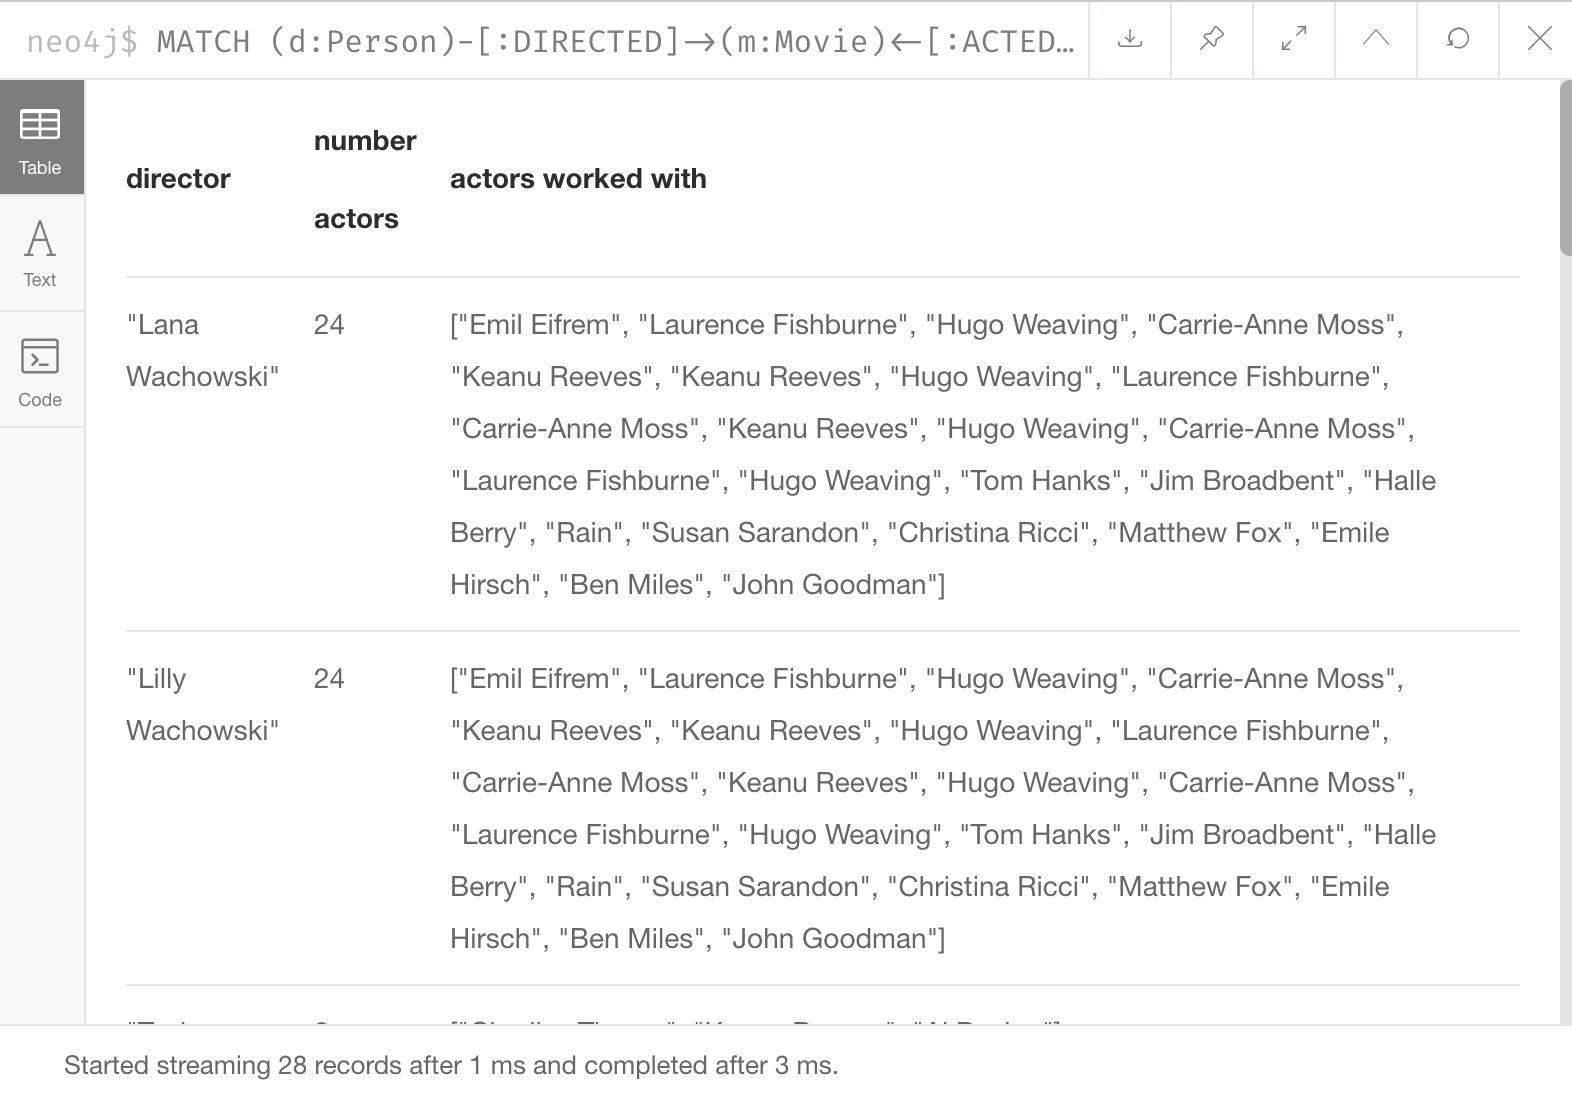 neo4j$ MATCH (d:Person)-[:DIRECTED]→(m:Movie)←[:ACTED…
Table
Text
Code
director
number
actors
actors worked with
"Lana
Wachowski"
24
["Emil Eifrem", "Laurence Fishburne", "Hugo Weaving", "Carrie-Anne Moss",
"Keanu Reeves", "Keanu Reeves", "Hugo Weaving", "Laurence Fishburne",
"Carrie-Anne Moss", "Keanu Reeves", "Hugo Weaving", "Carrie-Anne Moss",
"Laurence Fishburne", "Hugo Weaving", "Tom Hanks", "Jim Broadbent", "Halle
Berry", "Rain", "Susan Sarandon", "Christina Ricci", "Matthew Fox", "Emile
Hirsch", "Ben Miles", "John Goodman"]
"Lilly
Wachowski"
24
["Emil Eifrem", "Laurence Fishburne", "Hugo Weaving", "Carrie-Anne Moss",
"Keanu Reeves", "Keanu Reeves", "Hugo Weaving", "Laurence Fishburne",
"Carrie-Anne Moss", "Keanu Reeves", "Hugo Weaving", "Carrie-Anne Moss",
"Laurence Fishburne", "Hugo Weaving", "Tom Hanks", "Jim Broadbent", "Halle
Berry", "Rain", "Susan Sarandon", "Christina Ricci", "Matthew Fox", "Emile
Hirsch", "Ben Miles", "John Goodman"]
Started streaming 28 records after 1 ms and completed after 3 ms.